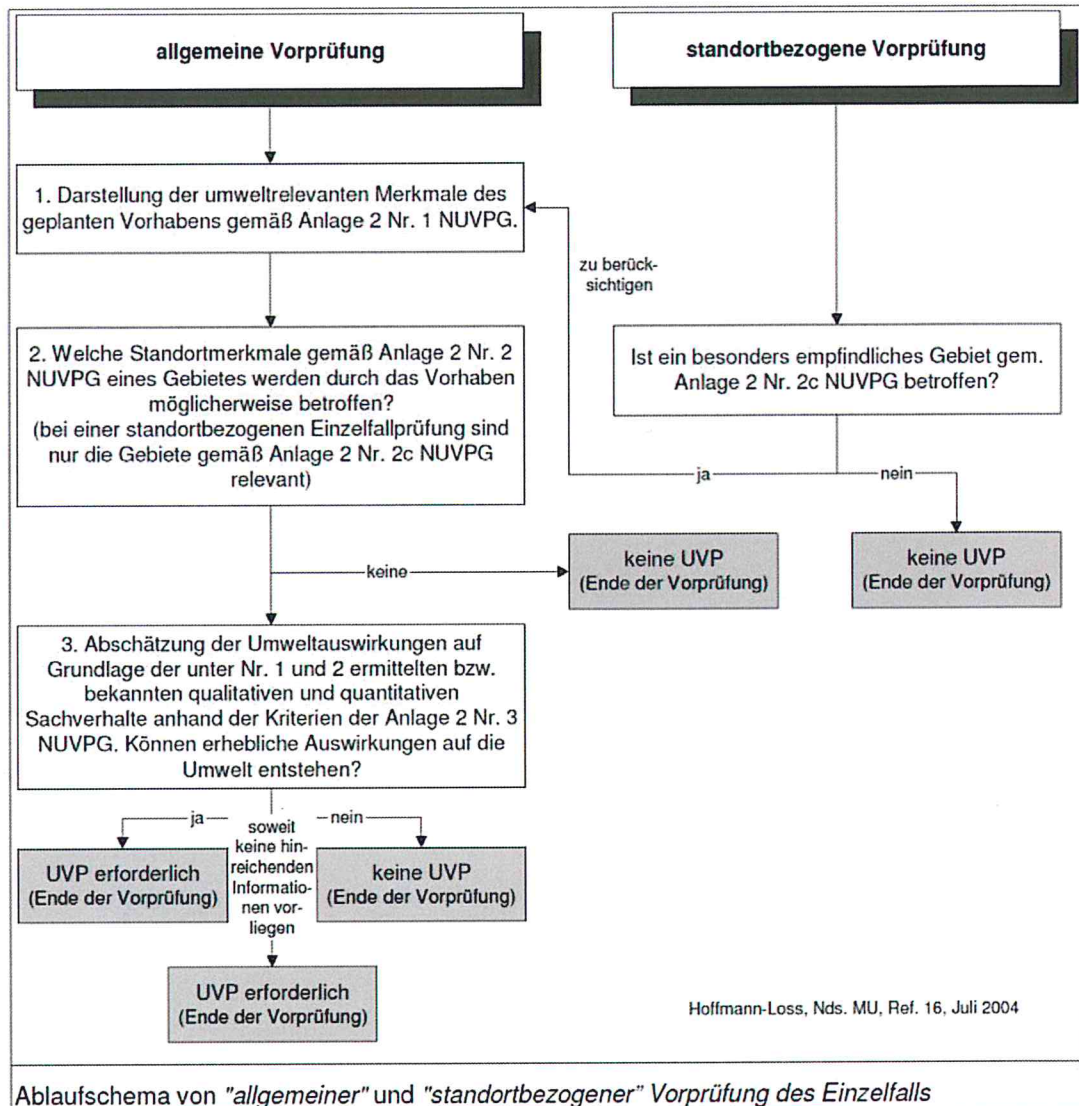 allgemeine Vorprüfung
standortbezogene Vorprüfung
1. Darstellung der umweltrelevanten Merkmale des
geplanten Vorhabens gemäß Anlage 2 Nr. 1 NUVPG.
zu berück-
sichtigen
2. Welche Standortmerkmale gemäß Anlage 2 Nr. 2
NUVPG eines Gebietes werden durch das Vorhaben
möglicherweise betroffen?
(bei einer standortbezogenen Einzelfallprüfung sind
nur die Gebiete gemäß Anlage 2 Nr. 2c NUVPG
relevant)
Ist ein besonders empfindliches Gebiet gem.
Anlage 2 Nr. 2c NUVPG betroffen?
ja
nein
keine
keine UVP
(Ende der Vorprüfung)
keine UVP
(Ende der Vorprüfung)
3. Abschätzung der Umweltauswirkungen auf
Grundlage der unter Nr. 1 und 2 ermittelten bzw.
bekannten qualitativen und quantitativen
Sachverhalte anhand der Kriterien der Anlage 2 Nr. 3
NUVPG. Können erhebliche Auswirkungen auf die
Umwelt entstehen?
ja
nein
soweit
keine hin-
reichenden
Informatio-
nen vor-
liegen
UVP erforderlich
(Ende der Vorprüfung)
keine UVP
(Ende der Vorprüfung)
UVP erforderlich
(Ende der Vorprüfung)
Hoffmann-Loss, Nds. MU, Ref. 16, Juli 2004
Ablaufschema von "allgemeiner" und "standortbezogener" Vorprüfung des Einzelfalls